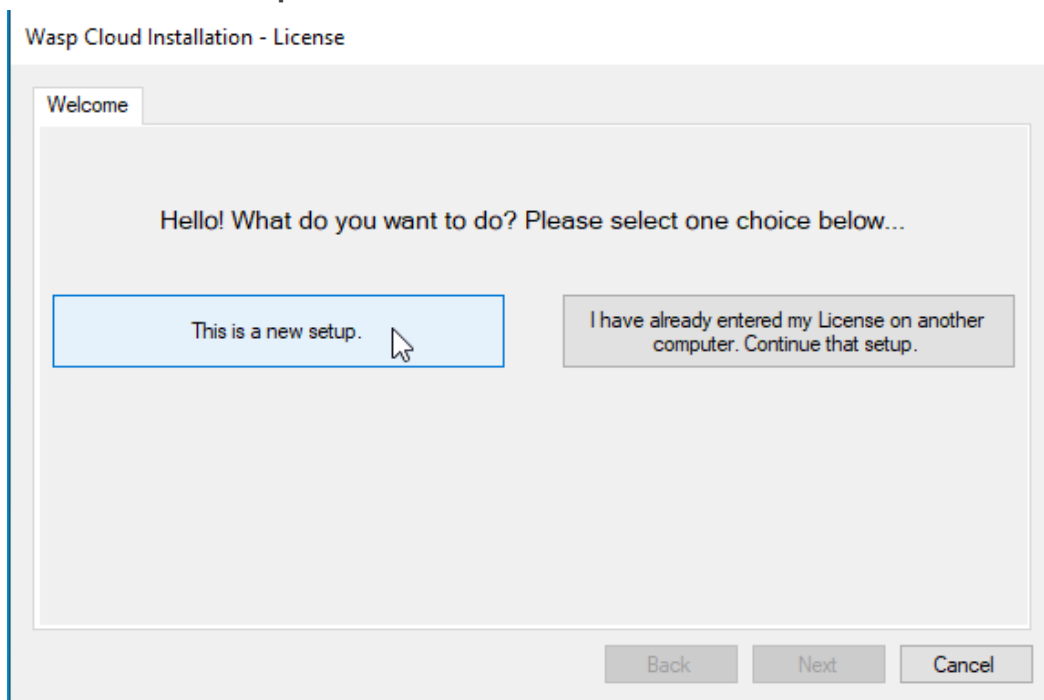 Wasp Cloud Installation - License
Welcome
Hello! What do you want to do? Please select one choice below...
This is a new setup.
I have already entered my License on another
computer. Continue that setup.
Back
Next
Cancel